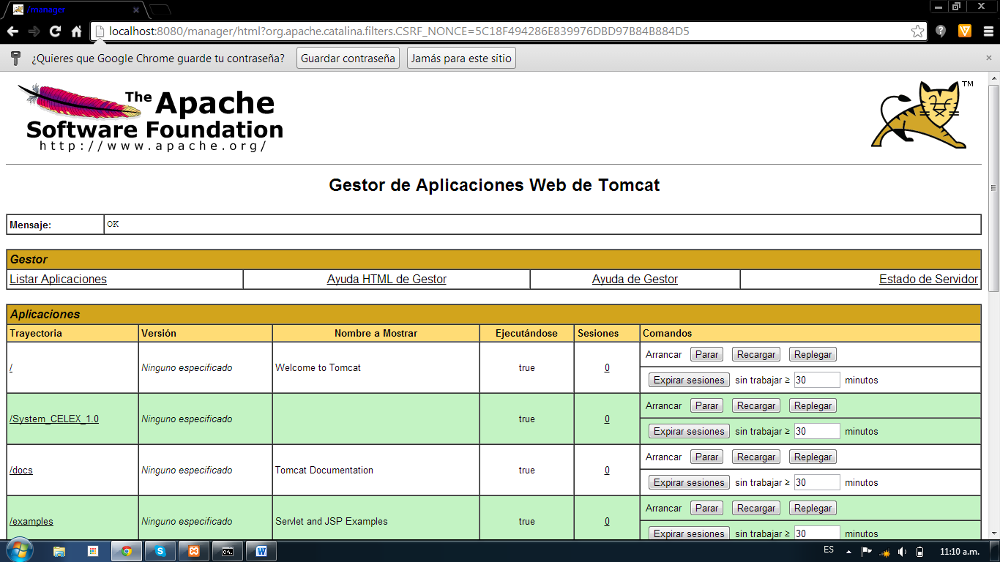 /manager
localhost:8080/manager/html?org.apache.catalina.filters.CSRF_NONCE=5C18F494286E839976DBD97B84B884D5
¿Quieres que Google Chrome guarde tu contraseña? Guardar contraseña Jamás para este sitio
The Apache
Software Foundation
http://www.apache.org/
TM
Gestor de Aplicaciones Web de Tomcat
Mensaje: OK
Gestor
Listar Aplicaciones Ayuda HTML de Gestor Ayuda de Gestor Estado de Servidor
Aplicaciones
Trayectoria Versión Nombre a Mostrar Ejecutándose Sesiones Comandos
/ Ninguno especificado Welcome to Tomcat true 0 Arrancar Parar Recargar Replegar
Expirar sesiones sin trabajar ≥ 30 minutos
/System_CELEX_1.0 Ninguno especificado true 0 Arrancar Parar Recargar Replegar
Expirar sesiones sin trabajar ≥ 30 minutos
/docs Ninguno especificado Tomcat Documentation true 0 Arrancar Parar Recargar Replegar
Expirar sesiones sin trabajar ≥ 30 minutos
/examples Ninguno especificado Servlet and JSP Examples true 0 Arrancar Parar Recargar Replegar
Expirar sesiones sin trabajar ≥ 30 minutos
ES 11:10 a.m.